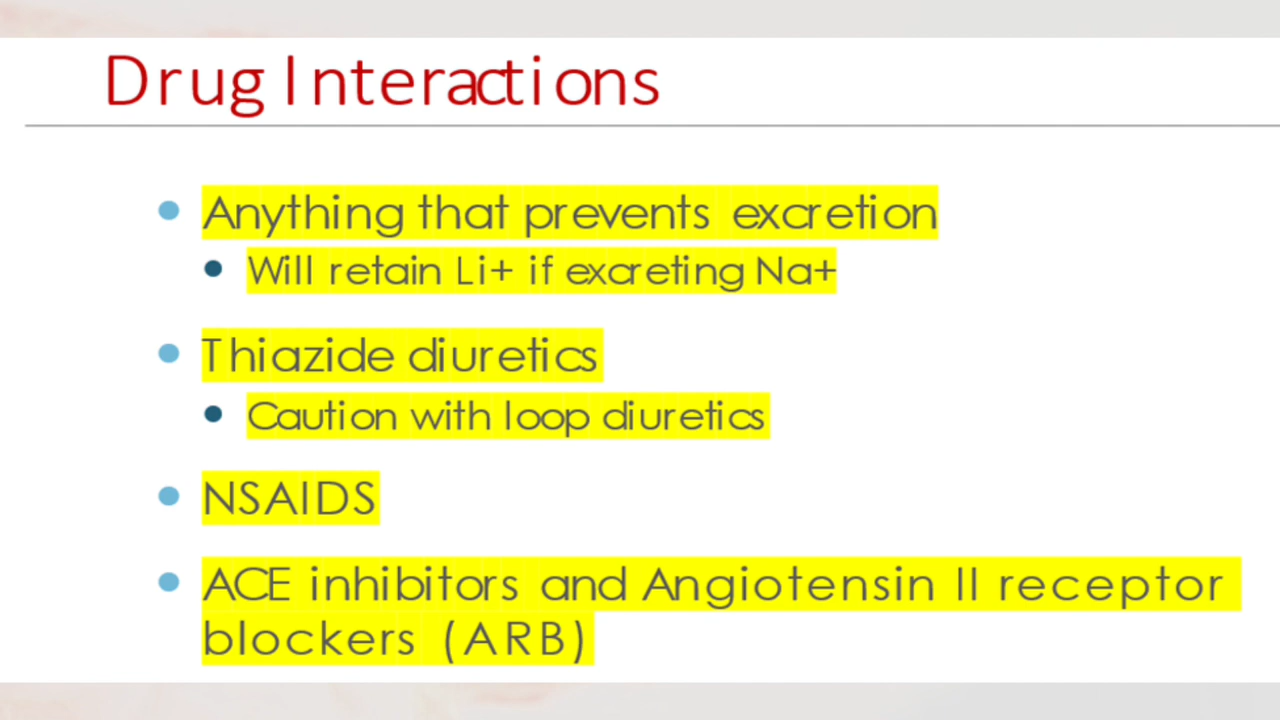 Drug Interactions
Anything that prevents excretion
Will retain Li+ if excreting Na+
Thiazide diuretics
Caution with loop diuretics
NSAIDS
ACE inhibitors and Angiotensin II receptor
blockers (ARB)